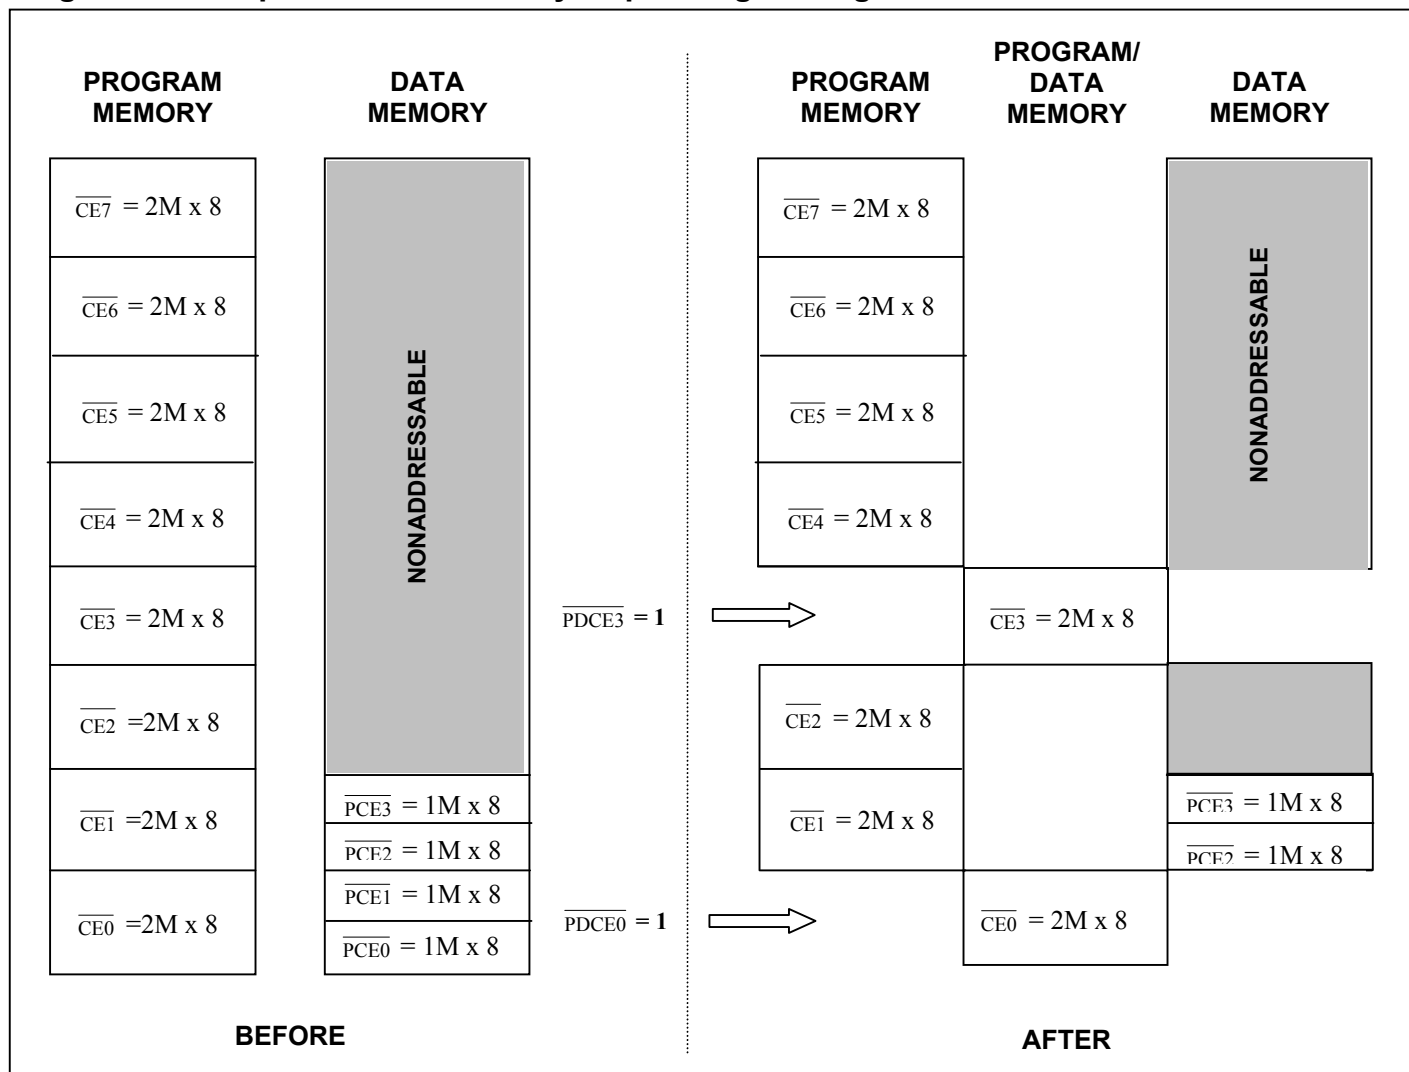 PROGRAM MEMORY
DATA MEMORY
CE7 = 2M x 8
CE6 = 2M x 8
CE5 = 2M x 8
CE4 = 2M x 8
CE3 = 2M x 8
CE2 =2M x 8
CE1 =2M x 8
CE0 =2M x 8
NONADDRESSABLE
PCE3 = 1M x 8
PCE2 = 1M x 8
PCE1 = 1M x 8
PCE0 = 1M x 8
PDCE3 = 1
PDCE0 = 1
BEFORE
PROGRAM MEMORY
PROGRAM/ DATA MEMORY
DATA MEMORY
CE7 = 2M x 8
CE6 = 2M x 8
CE5 = 2M x 8
CE4 = 2M x 8
CE2 = 2M x 8
CE1 = 2M x 8
CE3 = 2M x 8
CE0 = 2M x 8
NONADDRESSABLE
PCE3 = 1M x 8
PCE2 = 1M x 8
AFTER